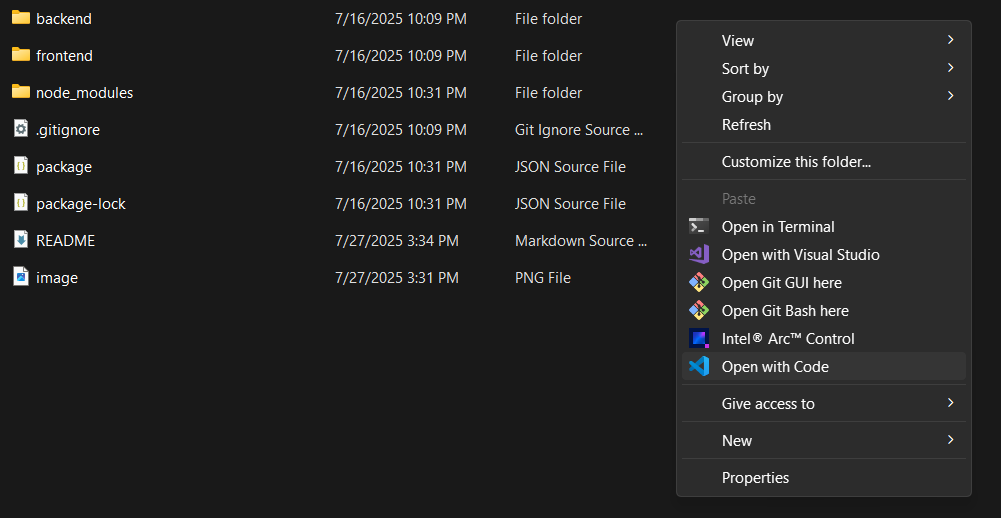 backend 7/16/2025 10:09 PM File folder
frontend 7/16/2025 10:09 PM File folder
node_modules 7/16/2025 10:31 PM File folder
.gitignore 7/16/2025 10:09 PM Git Ignore Source ...
package 7/16/2025 10:31 PM JSON Source File
package-lock 7/16/2025 10:31 PM JSON Source File
README 7/27/2025 3:34 PM Markdown Source ...
image 7/27/2025 3:31 PM PNG File
View
Sort by
Group by
Refresh
Customize this folder...
Paste
Open in Terminal
Open with Visual Studio
Open Git GUI here
Open Git Bash here
Intel® Arc™ Control
Open with Code
Give access to
New
Properties